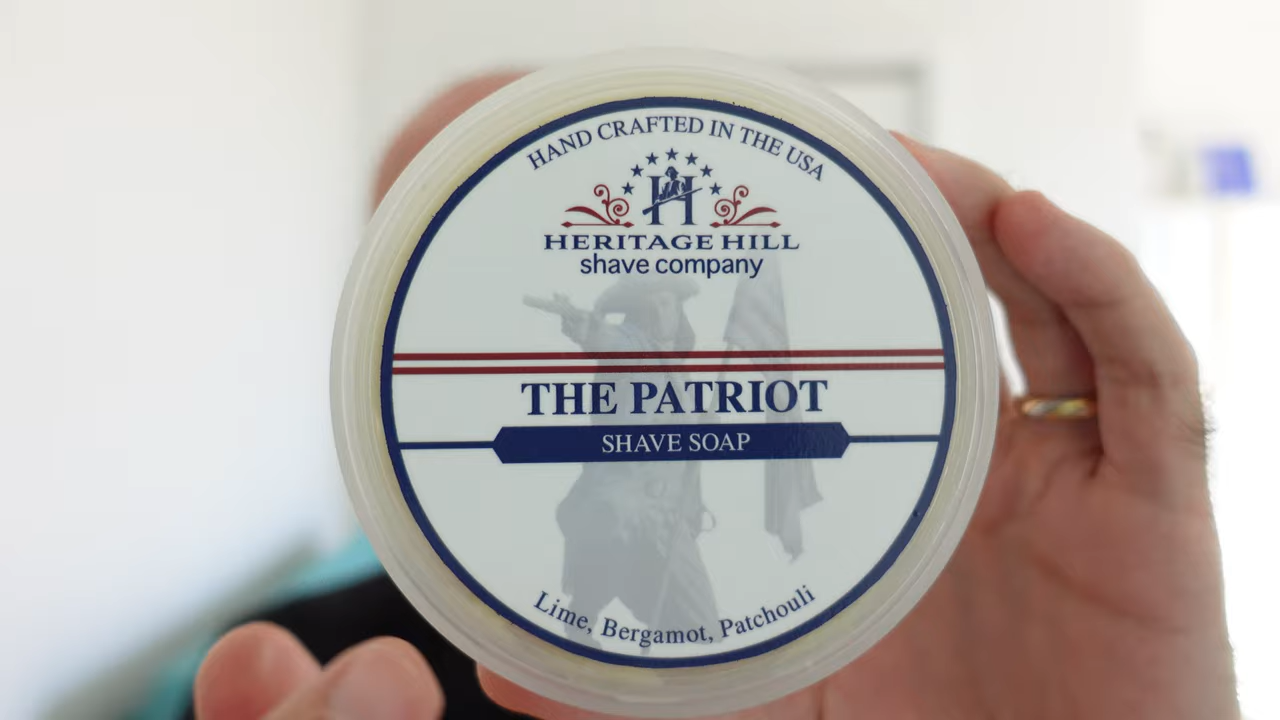 HAND CRAFTED IN THE USA
H
HERITAGE HILL
shave company
THE PATRIOT
SHAVE SOAP
Lime, Bergamot, Patchouli